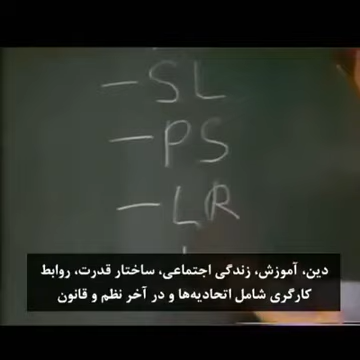 – SL
– PS
– LR
دین، آموزش، زندگی اجتماعی، ساختار قدرت، روابط
کارگری شامل اتحادیه‌ها و در آخر نظم و قانون